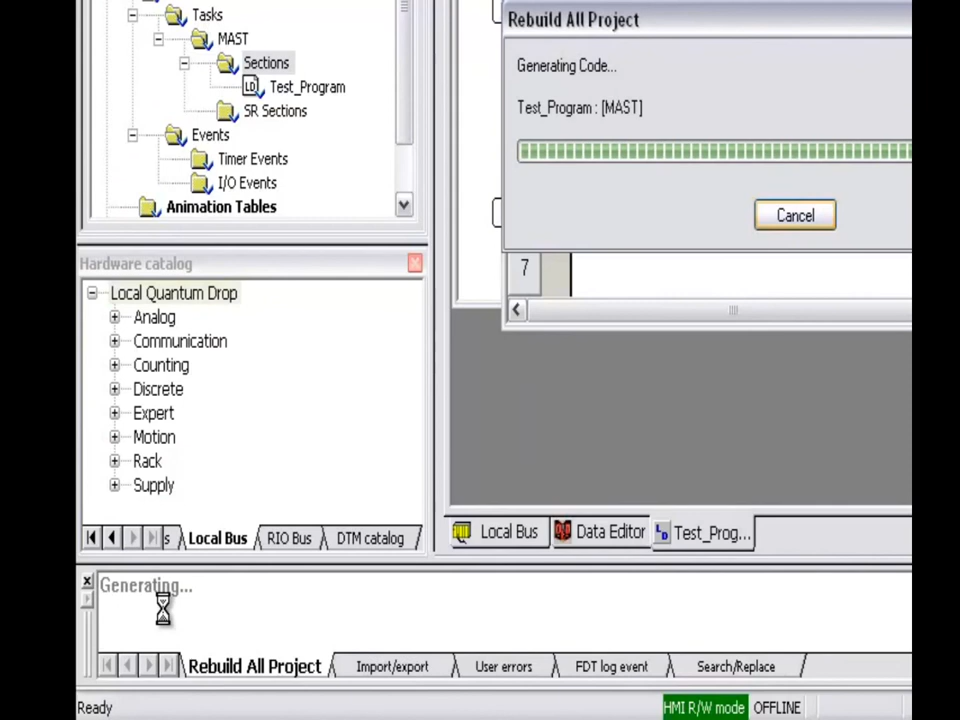 Tasks
MAST
Sections
LD Test_Program
SR Sections
Events
Timer Events
I/O Events
Animation Tables
Rebuild All Project
Generating Code...
Test_Program : [MAST]
Cancel
7
Hardware catalog
Local Quantum Drop
Analog
Communication
Counting
Discrete
Expert
Motion
Rack
Supply
s Local Bus RIO Bus DTM catalog
Local Bus Data Editor LD Test_Prog...
Generating...
Rebuild All Project Import/export User errors FDT log event Search/Replace
Ready HMI R/W mode OFFLINE